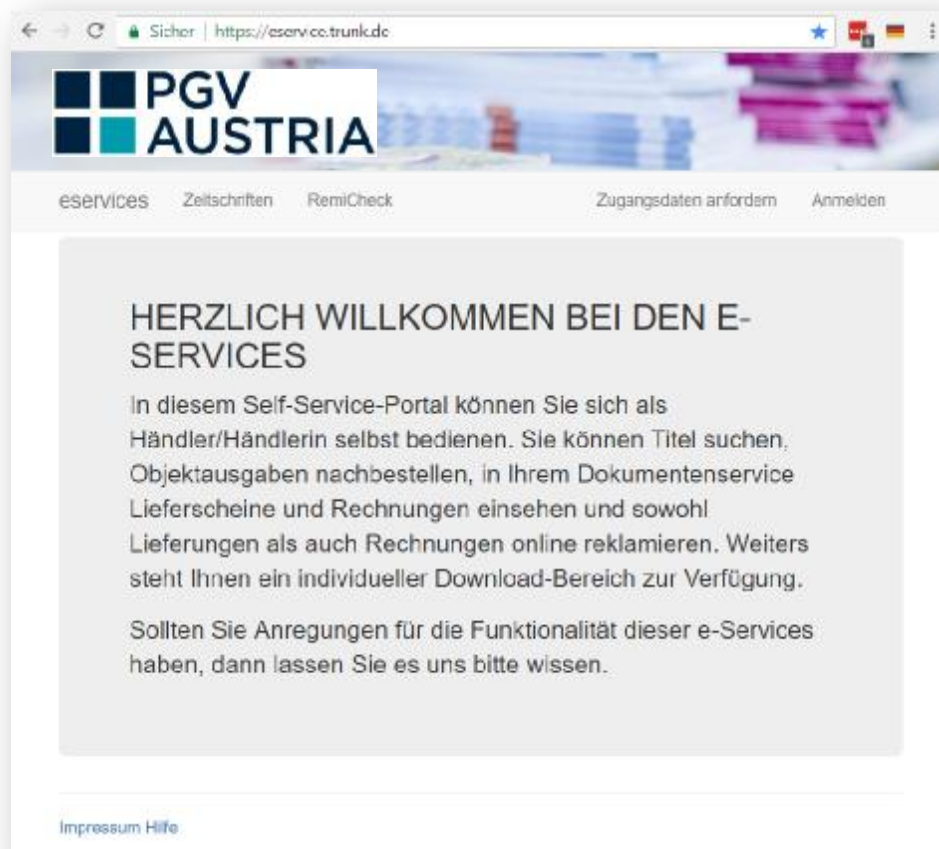 Sicher | https://eservice.trunk.de
PGV
AUSTRIA
eservices Zeitschriften RemiCheck Zugangsdaten anfordern Anmelden
HERZLICH WILLKOMMEN BEI DEN E-
SERVICES
In diesem Self-Service-Portal können Sie sich als
Händler/Händlerin selbst bedienen. Sie können Titel suchen,
Objektausgaben nachbestellen, in Ihrem Dokumentenservice
Lieferscheine und Rechnungen einsehen und sowohl
Lieferungen als auch Rechnungen online reklamieren. Weiters
steht Ihnen ein individueller Download-Bereich zur Verfügung.
Sollten Sie Anregungen für die Funktionalität dieser e-Services
haben, dann lassen Sie es uns bitte wissen.
Impressum Hilfe